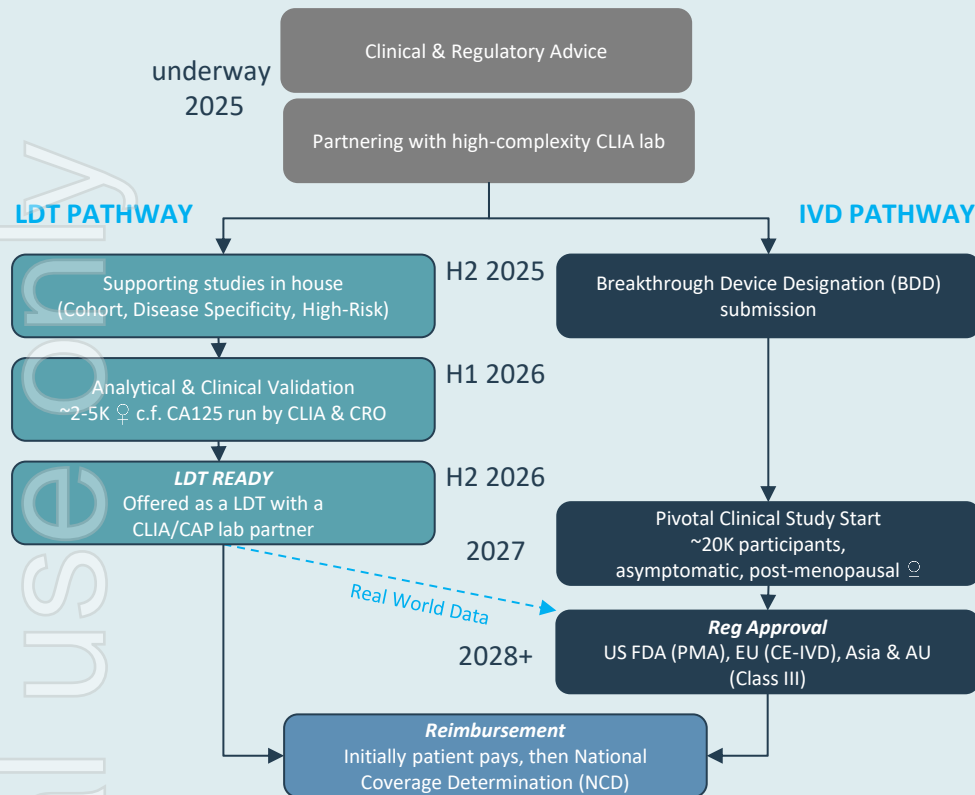 Clinical & Regulatory Advice
underway
2025
Partnering with high-complexity CLIA lab
LDT PATHWAY
IVD PATHWAY
H2 2025
Supporting studies in house
(Cohort, Disease Specificity, High-Risk)
Breakthrough Device Designation (BDD)
submission
H1 2026
Analytical & Clinical Validation
~2-5K ♀ c.f. CA125 run by CLIA & CRO
H2 2026
LDT READY
Offered as a LDT with a
CLIA/CAP lab partner
2027
Pivotal Clinical Study Start
~20K participants,
asymptomatic, post-menopausal ♀
Real World Data
2028+
Reg Approval
US FDA (PMA), EU (CE-IVD), Asia & AU
(Class III)
Reimbursement
Initially patient pays, then National
Coverage Determination (NCD)
al use only